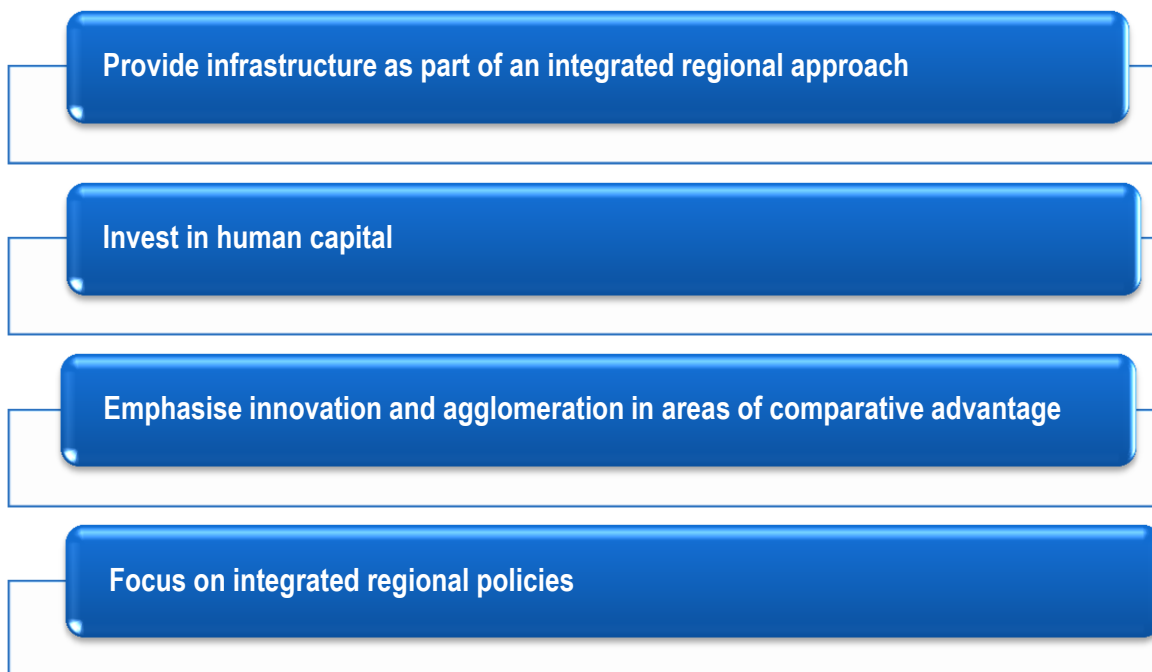 Provide infrastructure as part of an integrated regional approach
Invest in human capital
Emphasise innovation and agglomeration in areas of comparative advantage
Focus on integrated regional policies